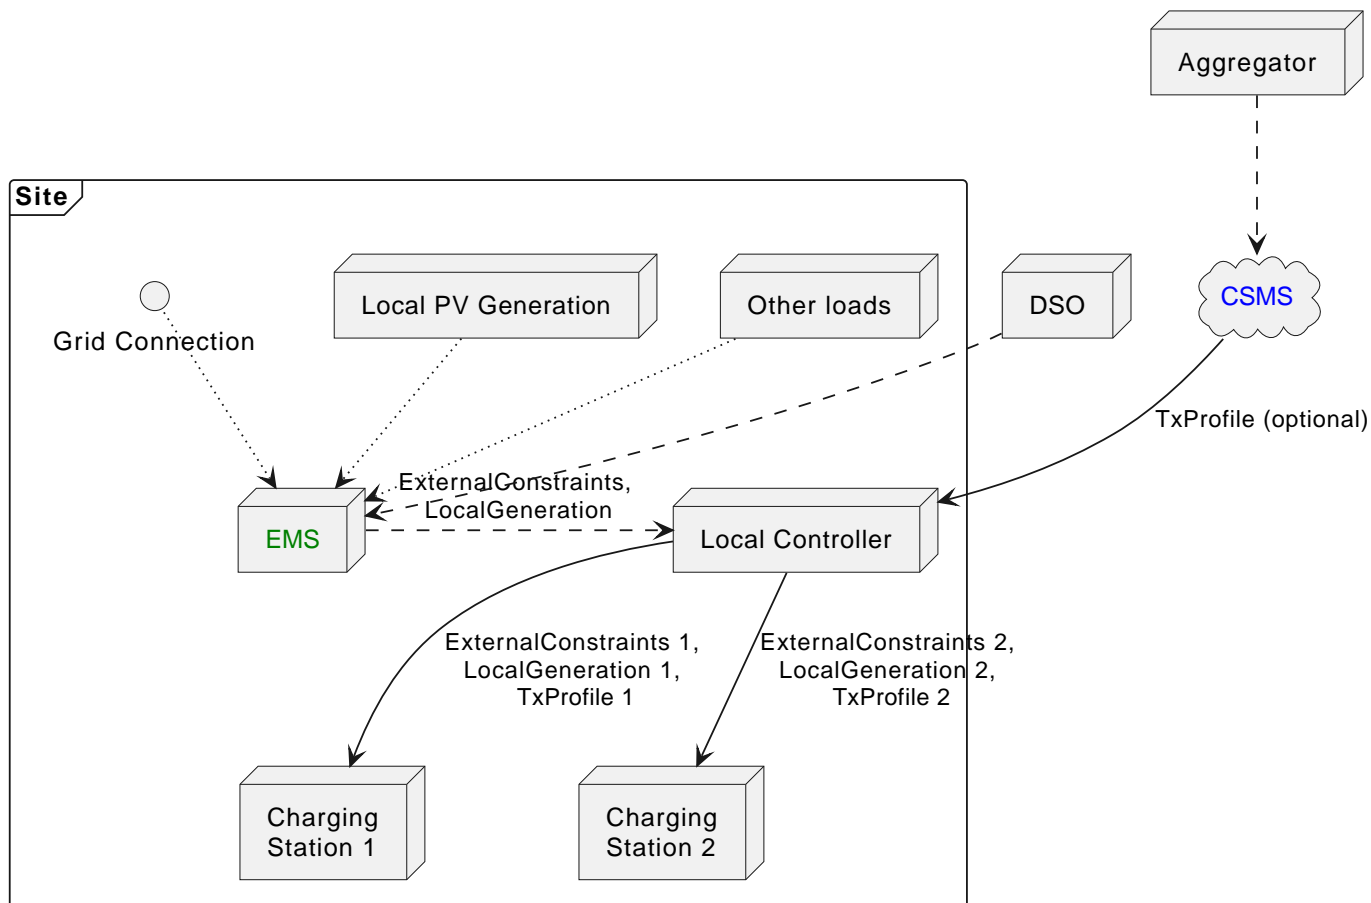 Aggregator
Site
Local PV Generation
Other loads
DSO
CSMS
Grid Connection
TxProfile (optional)
ExternalConstraints,
LocalGeneration
EMS
Local Controller
ExternalConstraints 1,
LocalGeneration 1,
TxProfile 1
ExternalConstraints 2,
LocalGeneration 2,
TxProfile 2
Charging
Station 1
Charging
Station 2